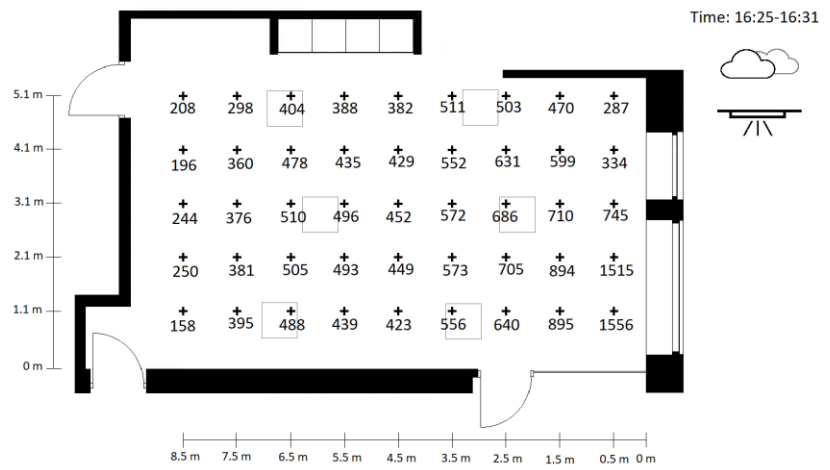 Time: 16:25-16:31
5.1 m 208 298 404 388 382 511 503 470 287
4.1 m 196 360 478 435 429 552 631 599 334
3.1 m 244 376 510 496 452 572 686 710 745
2.1 m 250 381 505 493 449 573 705 894 1515
1.1 m 158 395 488 439 423 556 640 895 1556
0 m
8.5 m 7.5 m 6.5 m 5.5 m 4.5 m 3.5 m 2.5 m 1.5 m 0.5 m 0 m